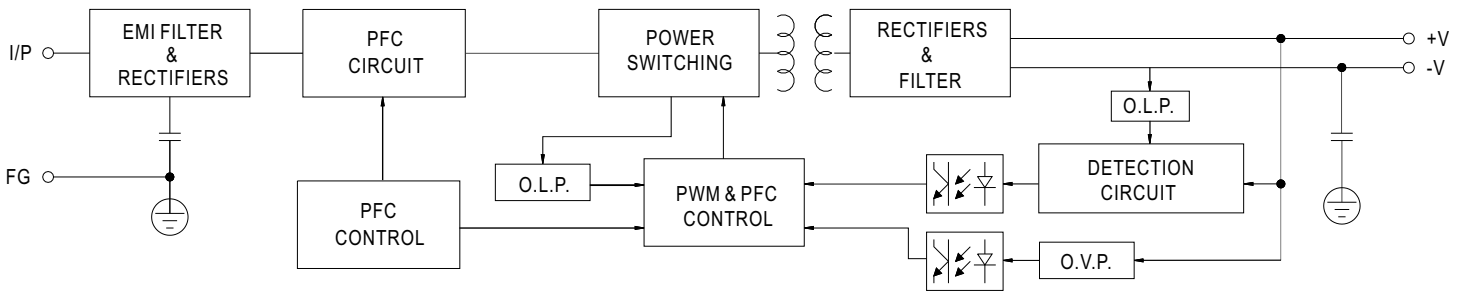 I/P
EMI FILTER
&
RECTIFIERS
PFC
CIRCUIT
POWER
SWITCHING
RECTIFIERS
&
FILTER
+V
-V
O.L.P.
FG
O.L.P.
PFC
CONTROL
PWM & PFC
CONTROL
DETECTION
CIRCUIT
O.V.P.